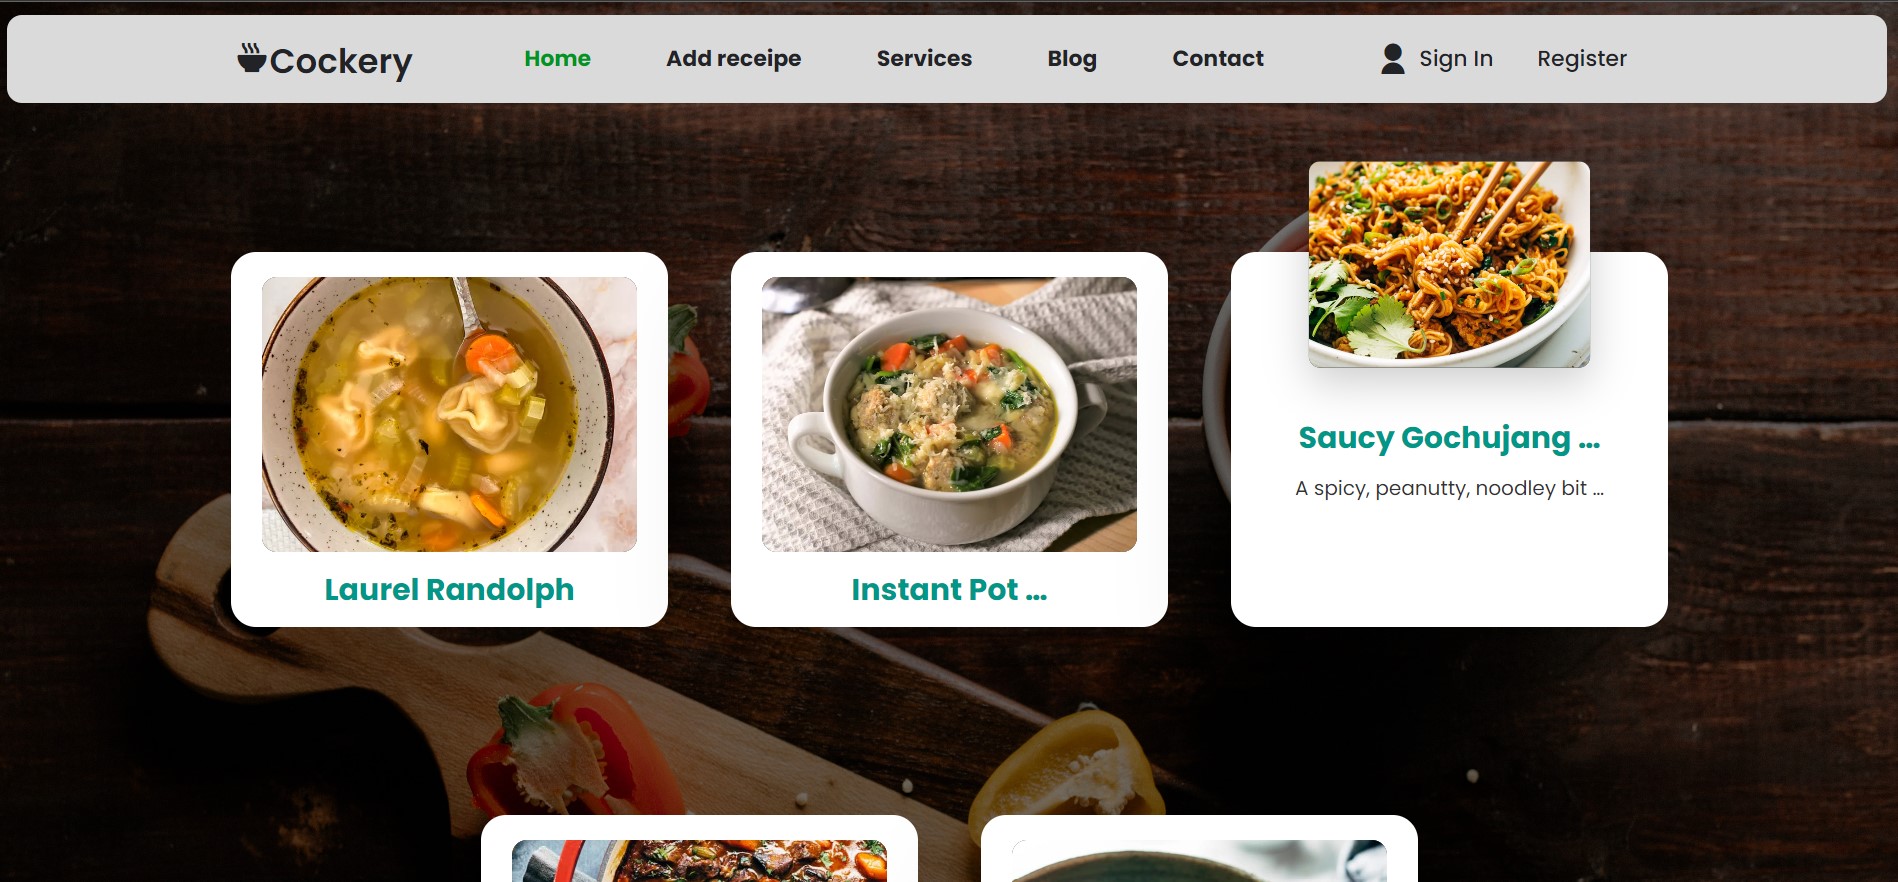 Cockery
Home
Add receipe
Services
Blog
Contact
Sign In
Register
Laurel Randolph
Instant Pot ...
Saucy Gochujang ...
A spicy, peanutty, noodley bit ...